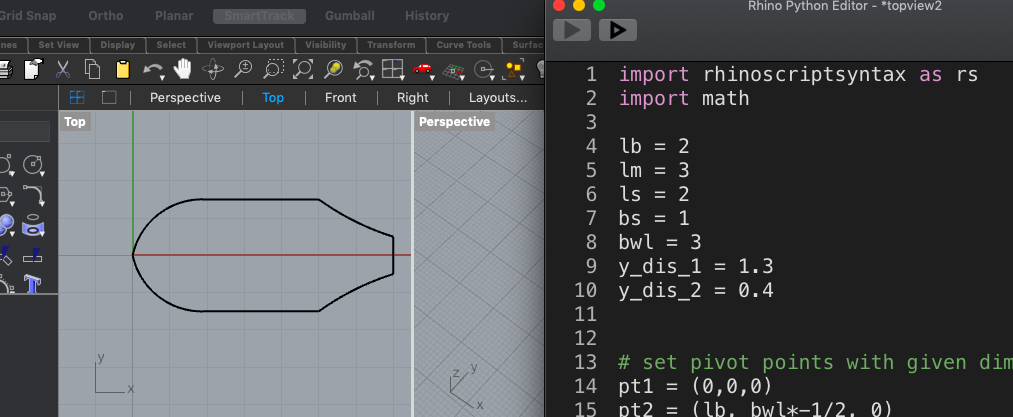 Grid Snap Ortho Planar SmartTrack Gumball History
Rhino Python Editor - *topview2
Set View Display Select Viewport Layout Visibility Transform Curve Tools
Perspective Top Front Right Layouts...
Top
Perspective
y
x
z
y
x
1 import rhinoscriptsyntax as rs
2 import math
3
4 lb = 2
5 lm = 3
6 ls = 2
7 bs = 1
8 bwl = 3
9 y_dis_1 = 1.3
10 y_dis_2 = 0.4
11
12
13 # set pivot points with given dim
14 pt1 = (0,0,0)
15 pt2 = (lb, bwl*-1/2, 0)